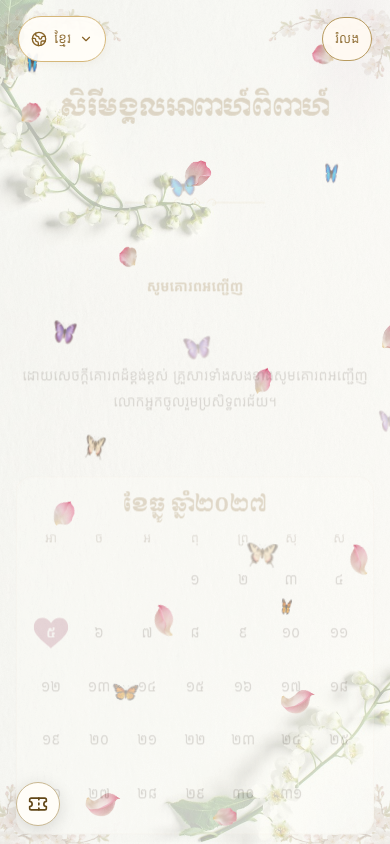 ខ្មែរ
រំលង
សិរីមង្គលអាពាហ៍ពិពាហ៍
សូមគោរពអញ្ជើញ
ដោយសេចក្តីគោរពដ៏ខ្ពង់ខ្ពស់ គ្រួសារទាំងសងខាងសូមគោរពអញ្ជើញ
លោកអ្នកចូលរួមប្រសិទ្ធពរជ័យ។
ខែធ្នូ ឆ្នាំ២០២៧
អា ច អ ពុ ព្រ សុ ស
១ ២ ៣ ៤
៥ ៦ ៧ ៨ ៩ ១០ ១១
១២ ១៣ ១៤ ១៥ ១៦ ១៧ ១៨
១៩ ២០ ២១ ២២ ២៣ ២៤ ២៥
២៧ ២៨ ២៩ ៣០ ៣១